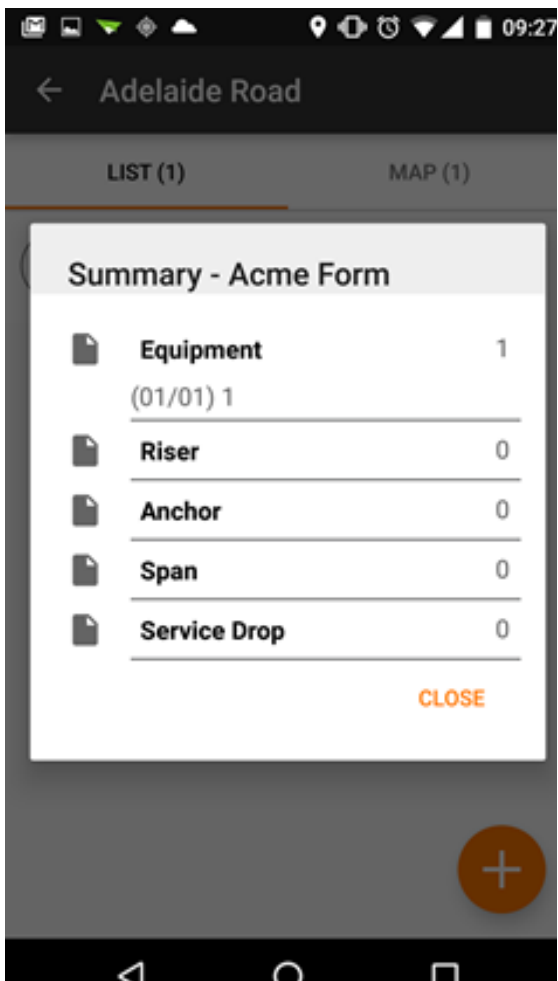 09:27
Adelaide Road
LIST (1) MAP (1)
Summary - Acme Form
Equipment 1
(01/01) 1
Riser 0
Anchor 0
Span 0
Service Drop 0
CLOSE